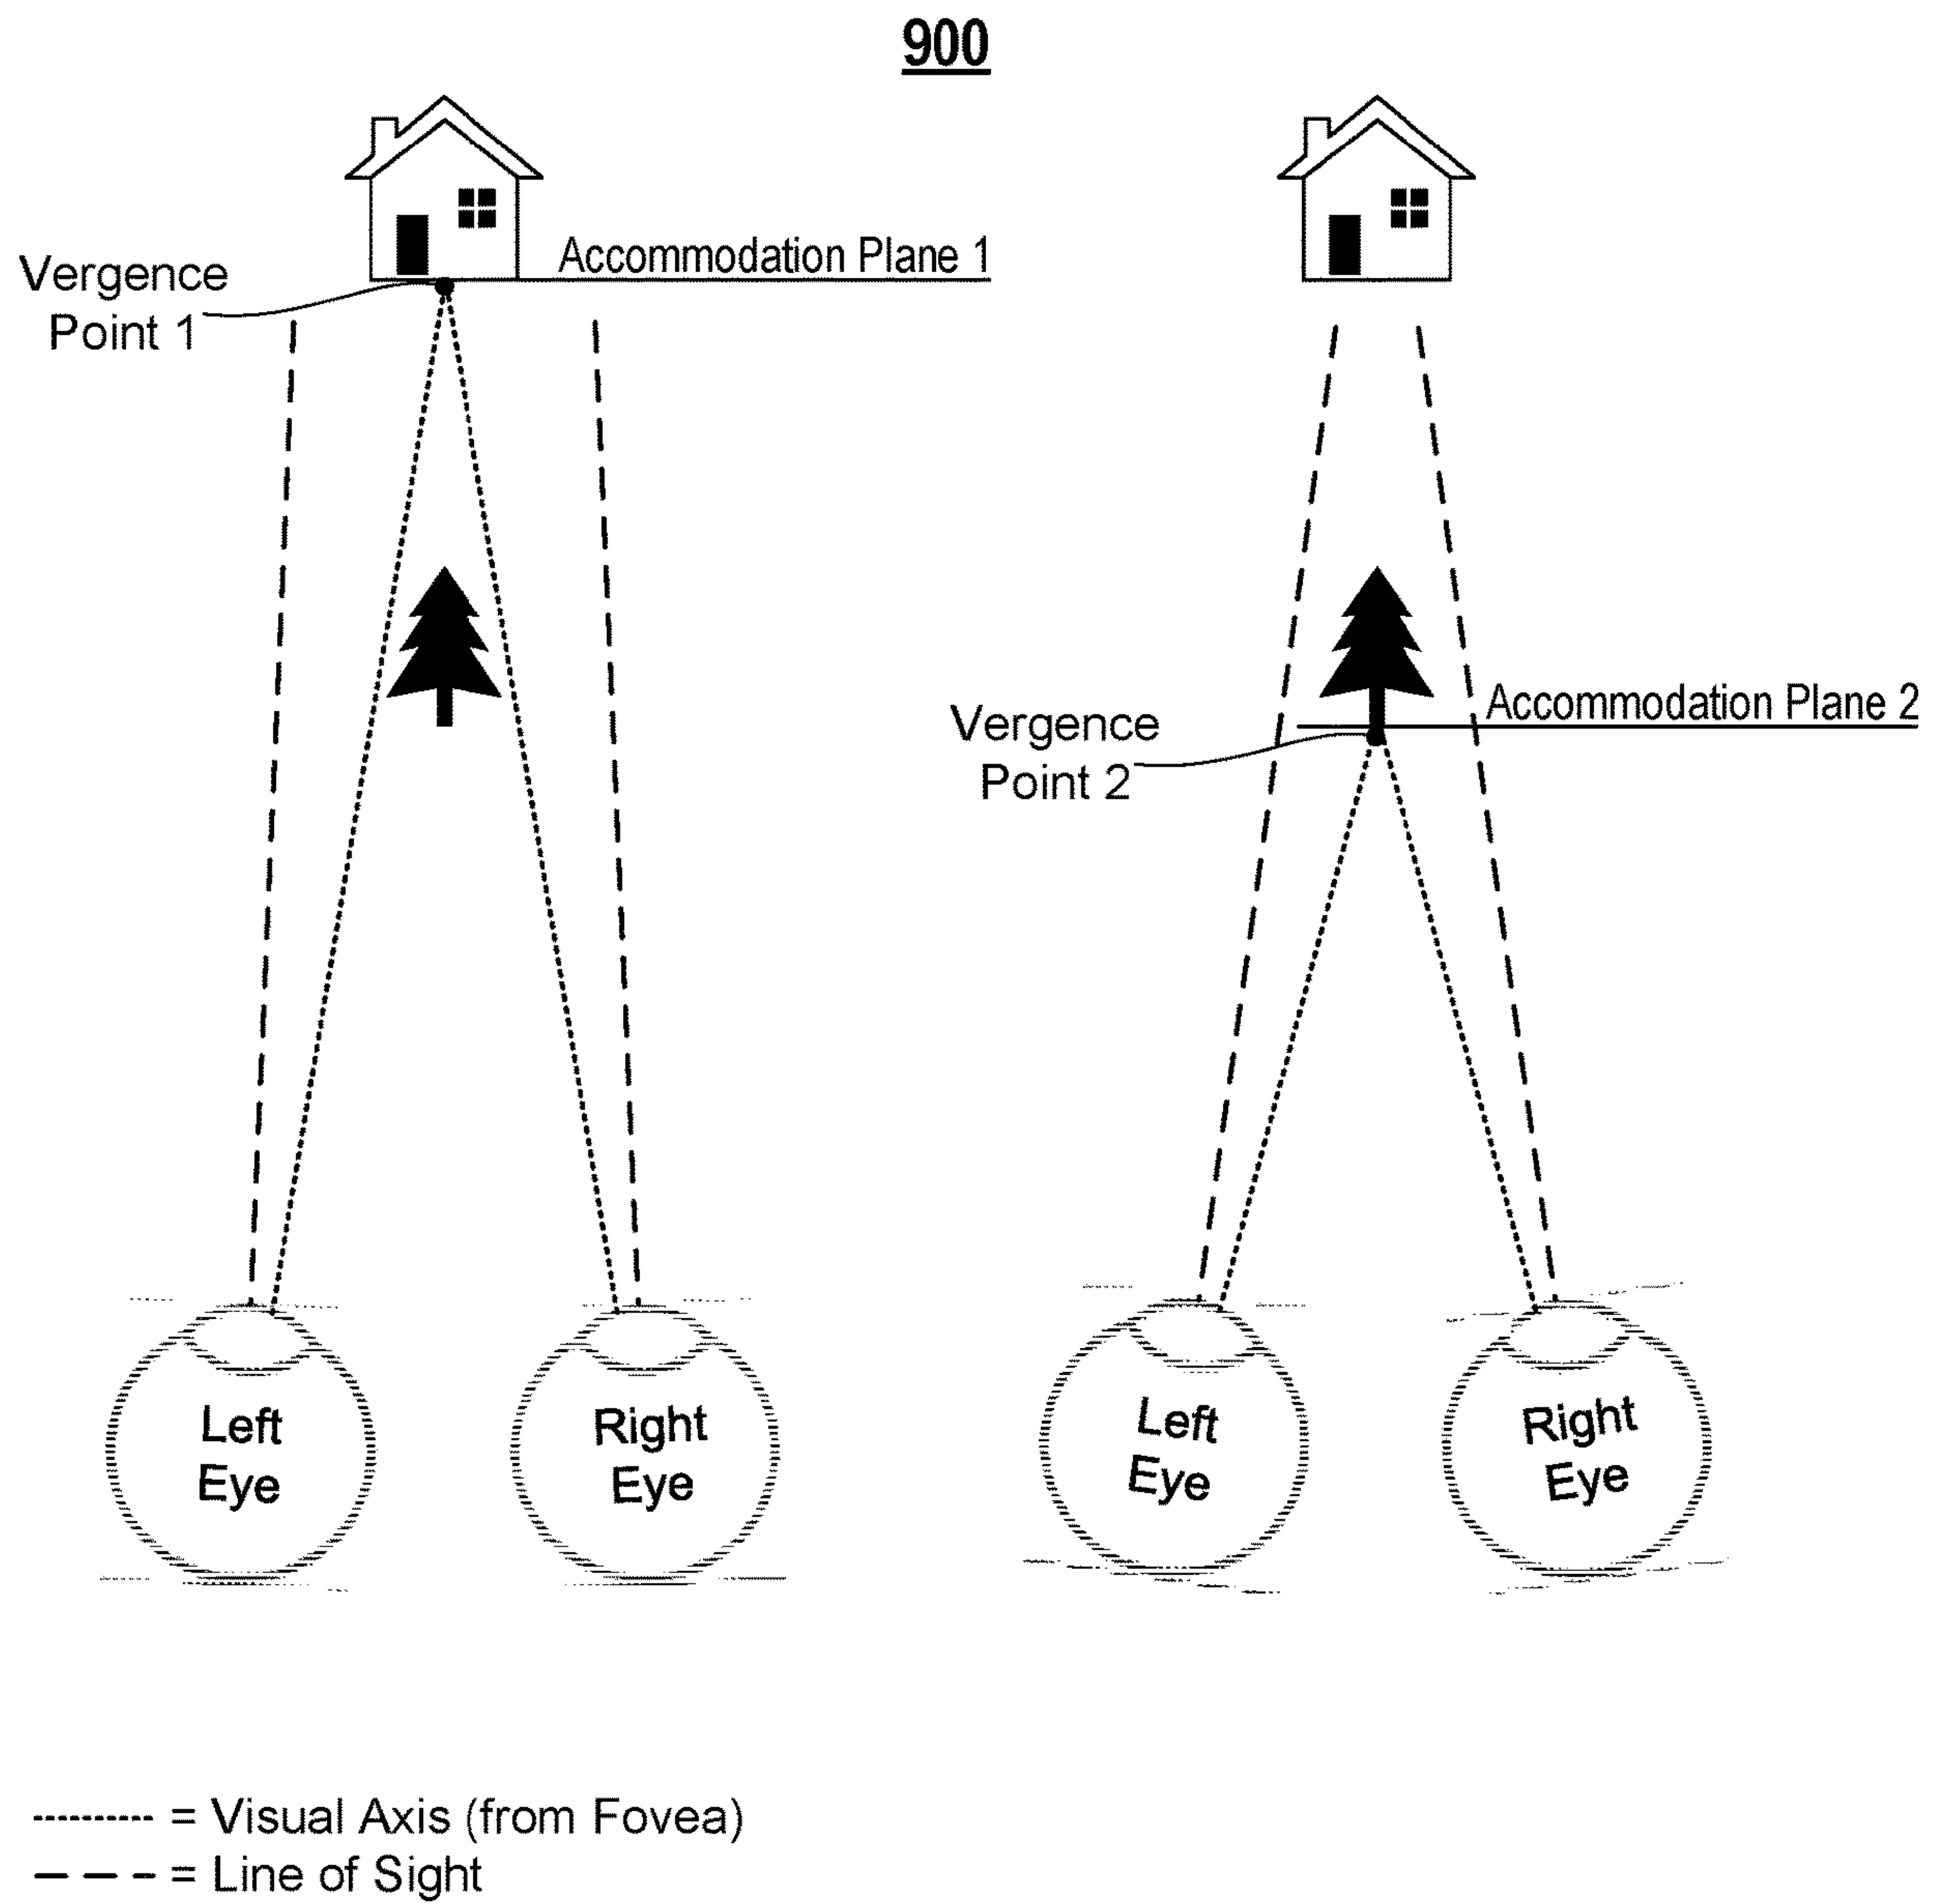 900
Accommodation Plane 1
Vergence
Point 1
Accommodation Plane 2
Vergence
Point 2
Left
Eye
Right
Eye
Left
Eye
Right
Eye
= Visual Axis (from Fovea)
= Line of Sight